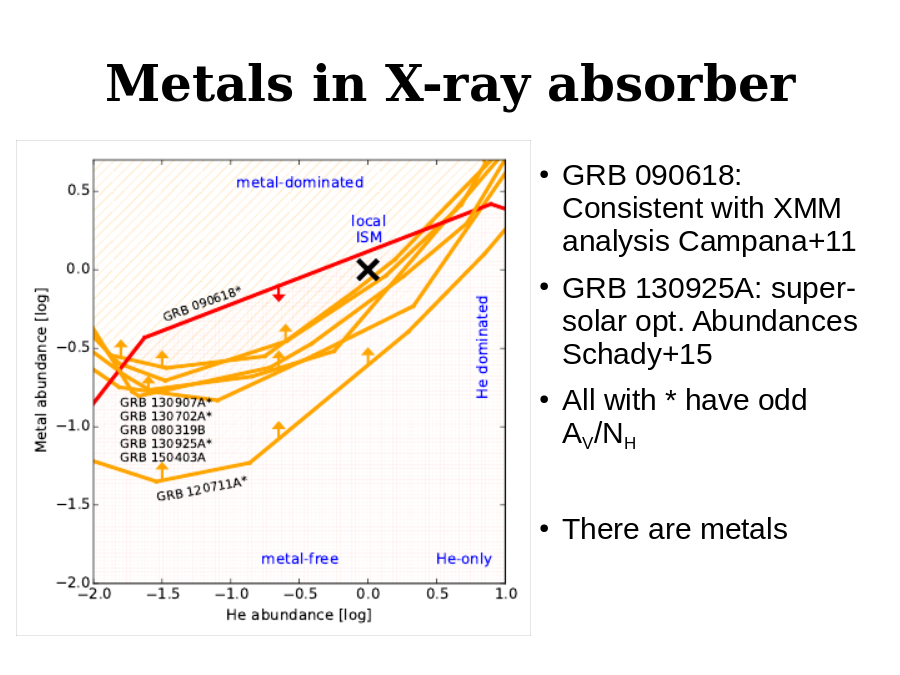 Metals in X-ray absorber
metal-dominated
local
ISM
GRB 090618*
He dominated
GRB 130907A*
GRB 130702A*
GRB 080319B
GRB 130925A*
GRB 150403A
GRB 120711A*
metal-free
He-only
Metal abundance [log]
0.5
0.0
−0.5
−1.0
−1.5
−2.0
−2.0 −1.5 −1.0 −0.5 0.0 0.5 1.0
He abundance [log]
• GRB 090618:
Consistent with XMM
analysis Campana+11
• GRB 130925A: super-
solar opt. Abundances
Schady+15
• All with * have odd
A_V/N_H
• There are metals